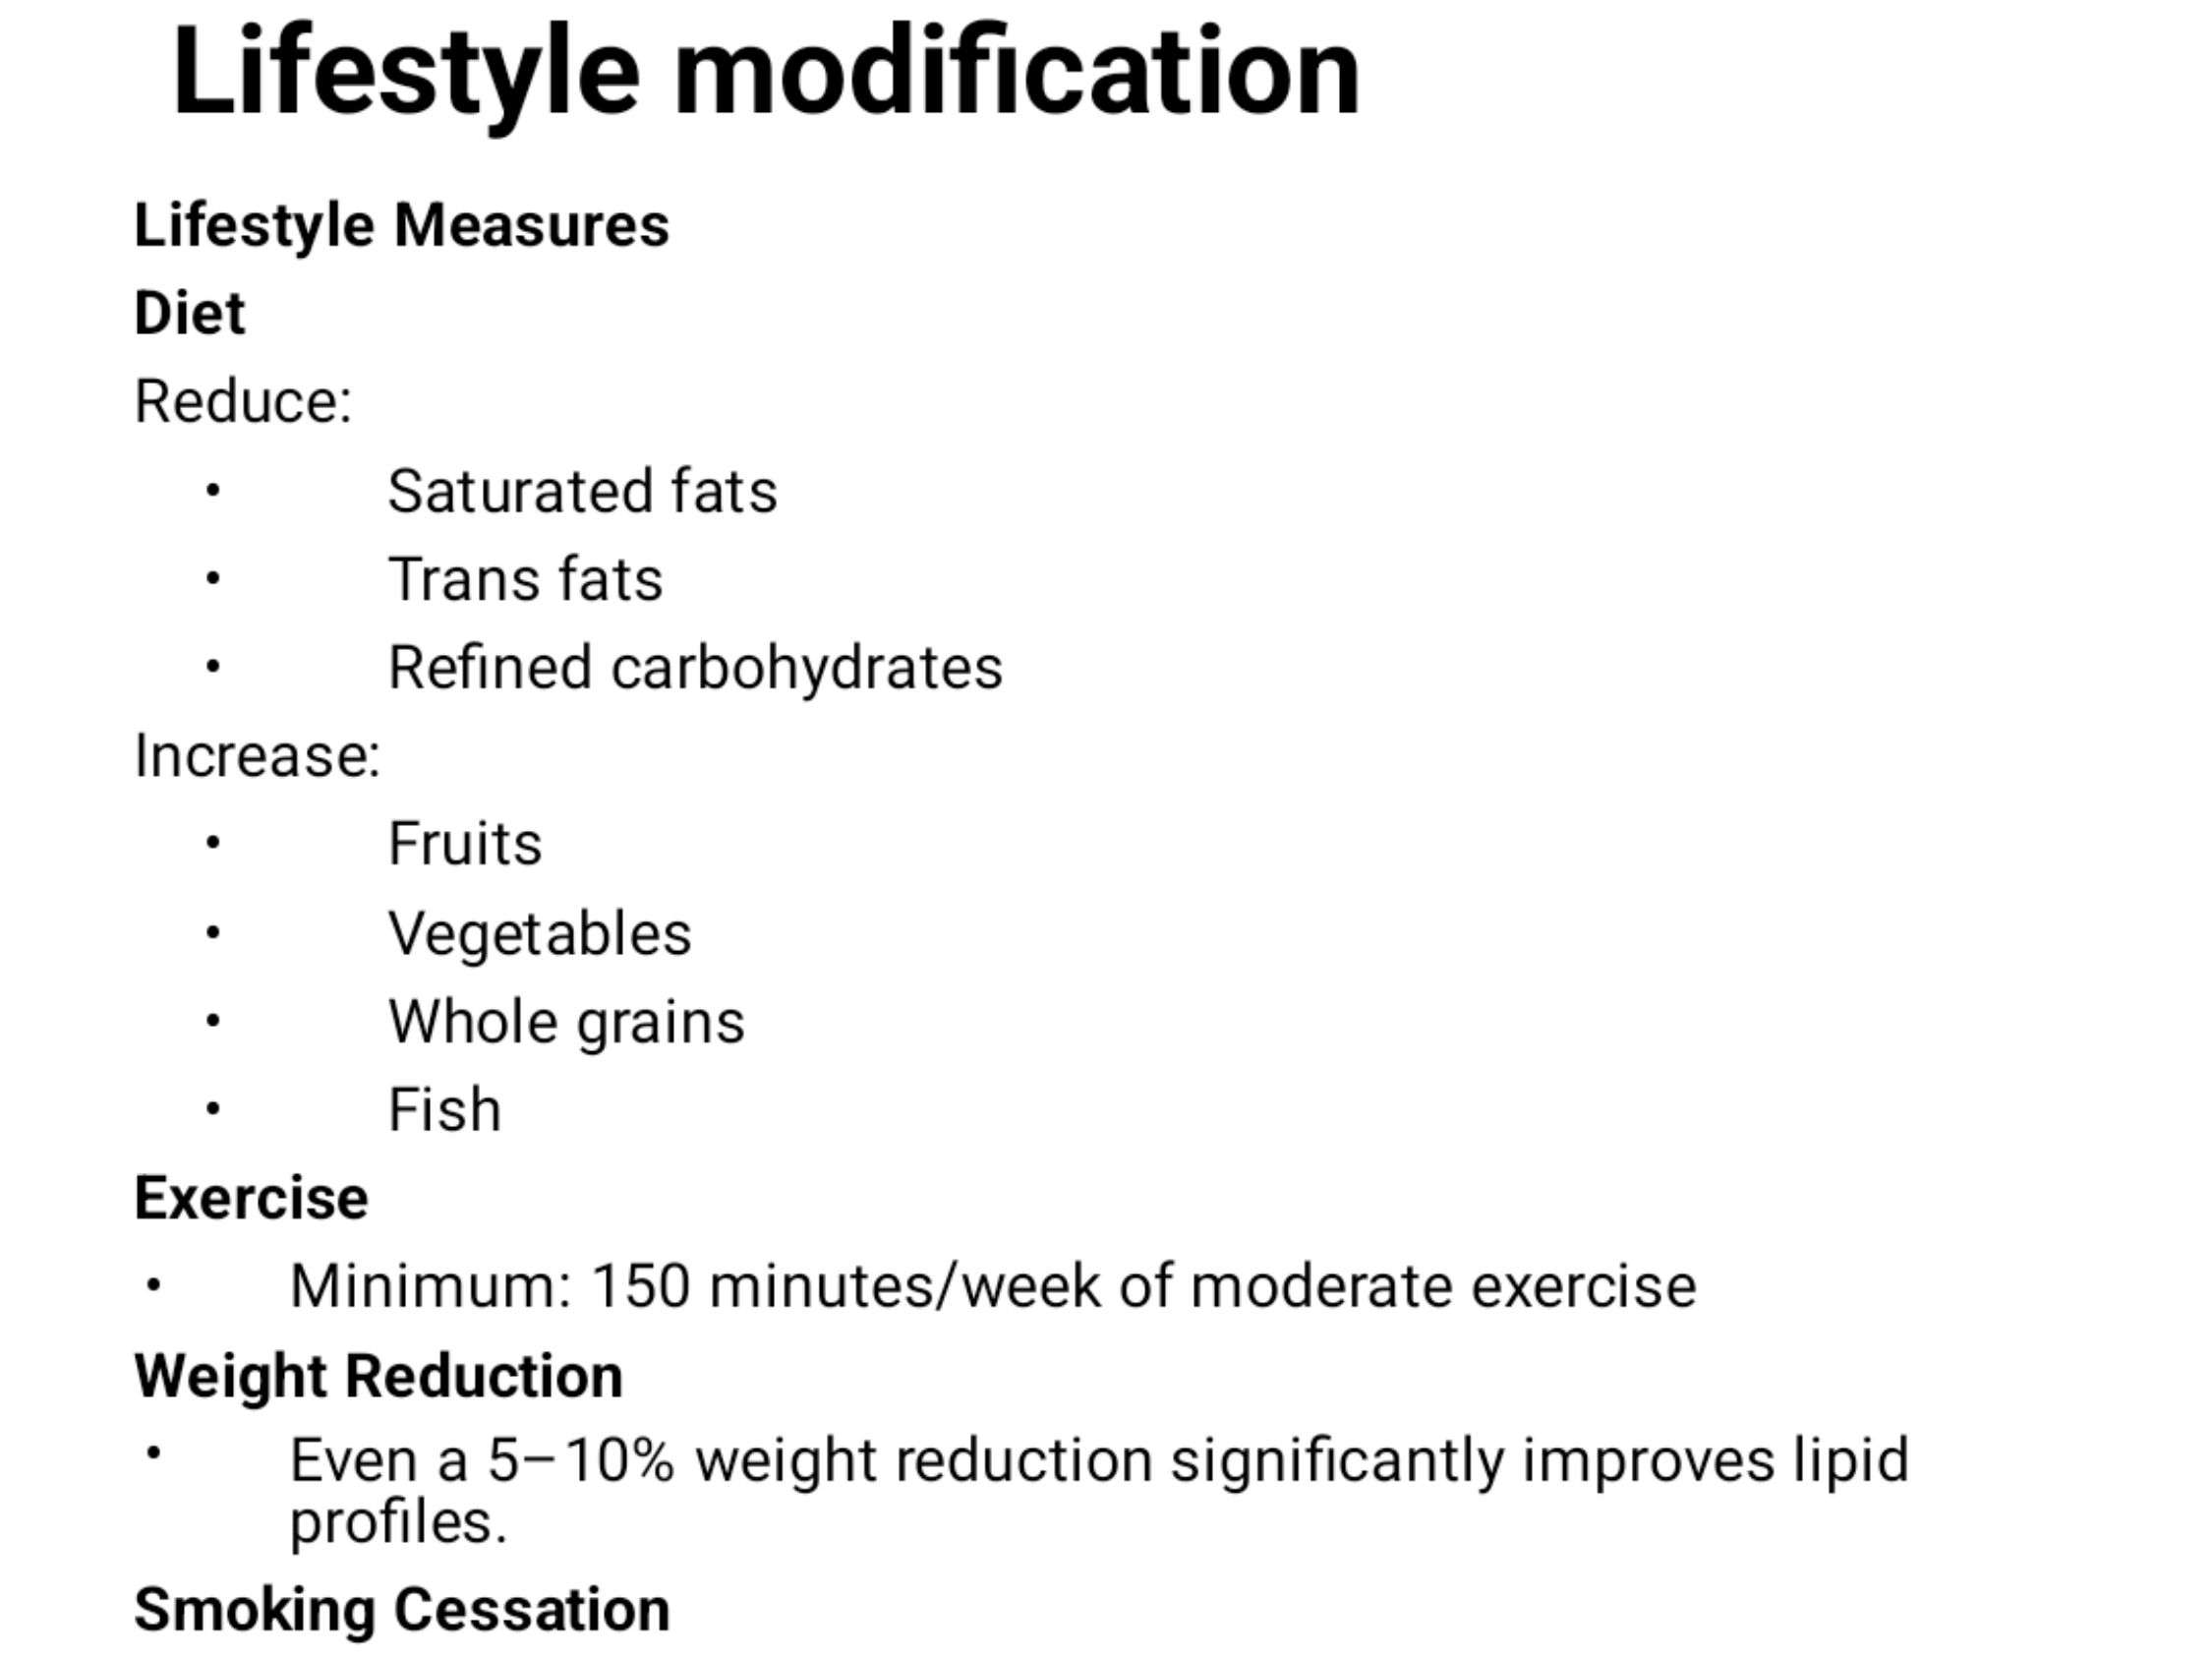 Lifestyle modification
Lifestyle Measures
Diet
Reduce:
• Saturated fats
• Trans fats
• Refined carbohydrates
Increase:
• Fruits
• Vegetables
• Whole grains
• Fish
Exercise
• Minimum: 150 minutes/week of moderate exercise
Weight Reduction
• Even a 5–10% weight reduction significantly improves lipid
profiles.
Smoking Cessation